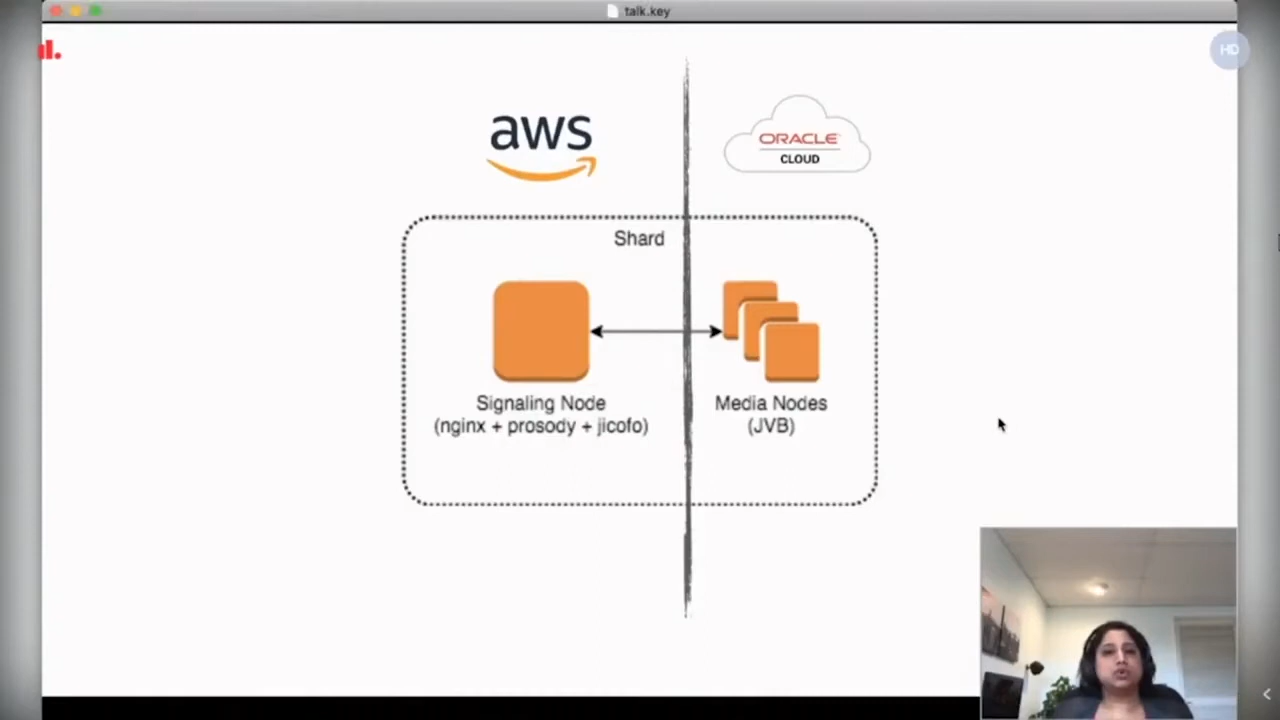 talk.key
HD
aws
ORACLE
CLOUD
Shard
Signaling Node
(nginx + prosody + jicofo)
Media Nodes
(JVB)